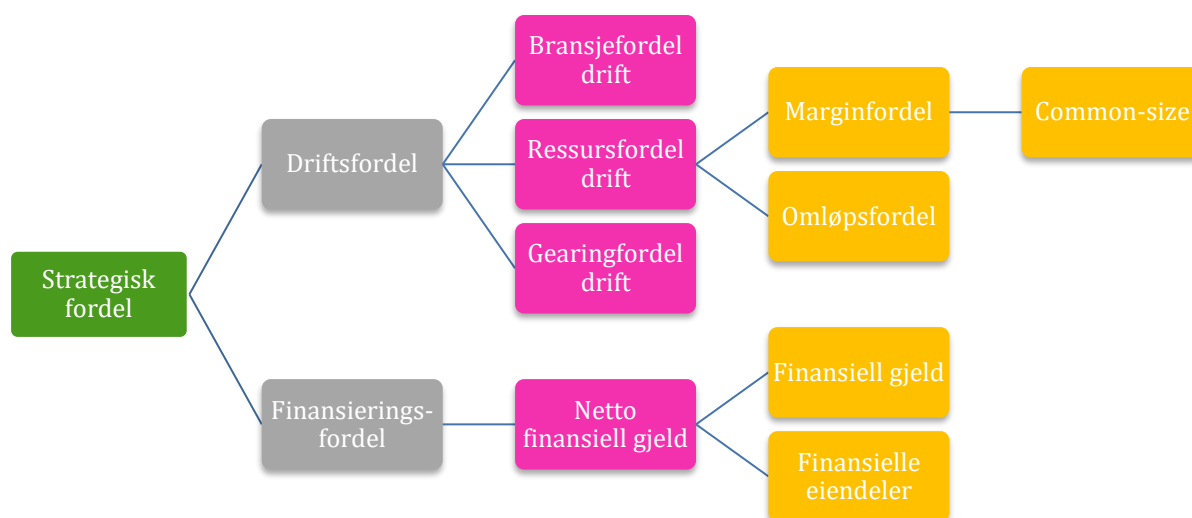 Bransjefordel
drift
Marginfordel
Common-size
Driftsfordel
Ressursfordel
drift
Omløpsfordel
Gearingfordel
drift
Strategisk
fordel
Finansiell gjeld
Finansierings-
fordel
Netto
finansiell gjeld
Finansielle
eiendeler